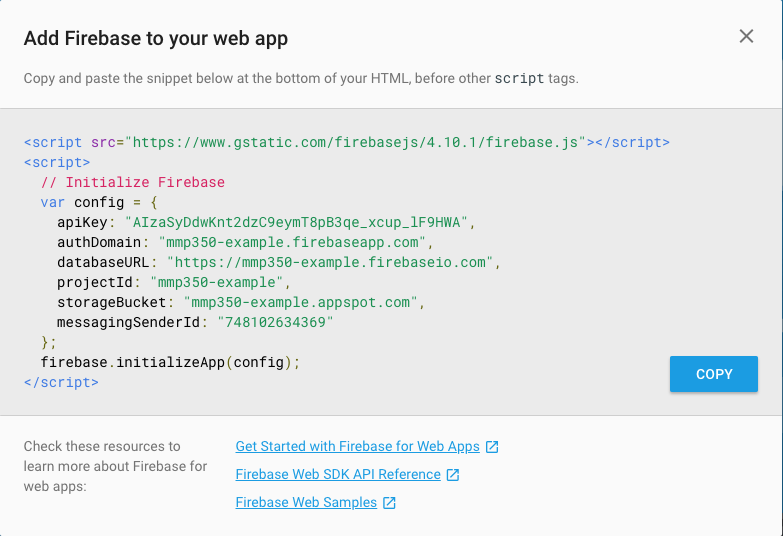 Add Firebase to your web app
Copy and paste the snippet below at the bottom of your HTML, before other script tags.
<script src="https://www.gstatic.com/firebasejs/4.10.1/firebase.js"></script>
<script>
  // Initialize Firebase
  var config = {
    apiKey: "AIzaSyDdwKnt2dzC9eymT8pB3qe_xcup_lF9HWA",
    authDomain: "mmp350-example.firebaseapp.com",
    databaseURL: "https://mmp350-example.firebaseio.com",
    projectId: "mmp350-example",
    storageBucket: "mmp350-example.appspot.com",
    messagingSenderId: "748102634369"
  };
  firebase.initializeApp(config);
</script>
COPY
Check these resources to
learn more about Firebase for
web apps:
Get Started with Firebase for Web Apps
Firebase Web SDK API Reference
Firebase Web Samples